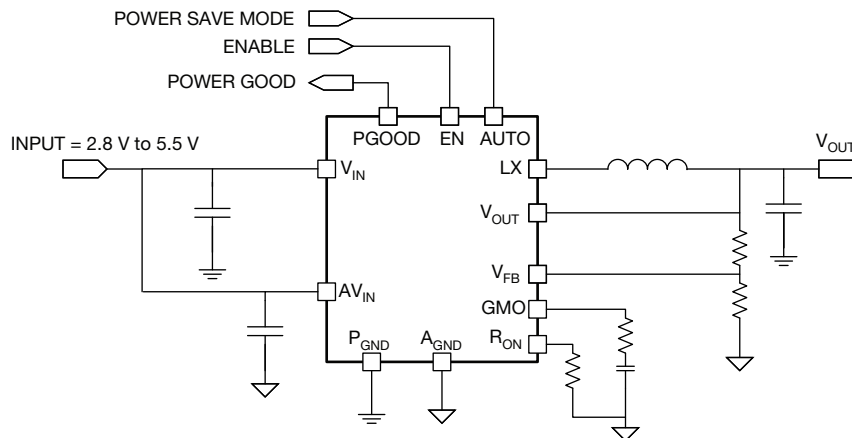 POWER SAVE MODE
ENABLE
POWER GOOD
PGOOD EN AUTO
INPUT = 2.8 V to 5.5 V
VIN
LX
VOUT
VOUT
VFB
AVIN
GMO
RON
PGND
AGND